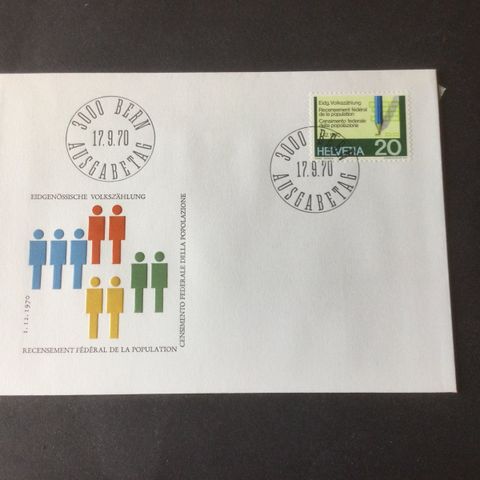 3000 BERN
17.9.70
AUSGABETAG
Eidg. Volkszählung
Recensement fédéral
de la population
Censimento federale
della popolazione
HELVETIA 20
3000 BERN
17.9.70
AUSGABETAG
EIDGENÖSSISCHE VOLKSZÄHLUNG
CENSIMENTO FEDERALE DELLA POPOLAZIONE
RECENSEMENT FÉDÉRAL DE LA POPULATION
1.12.1970